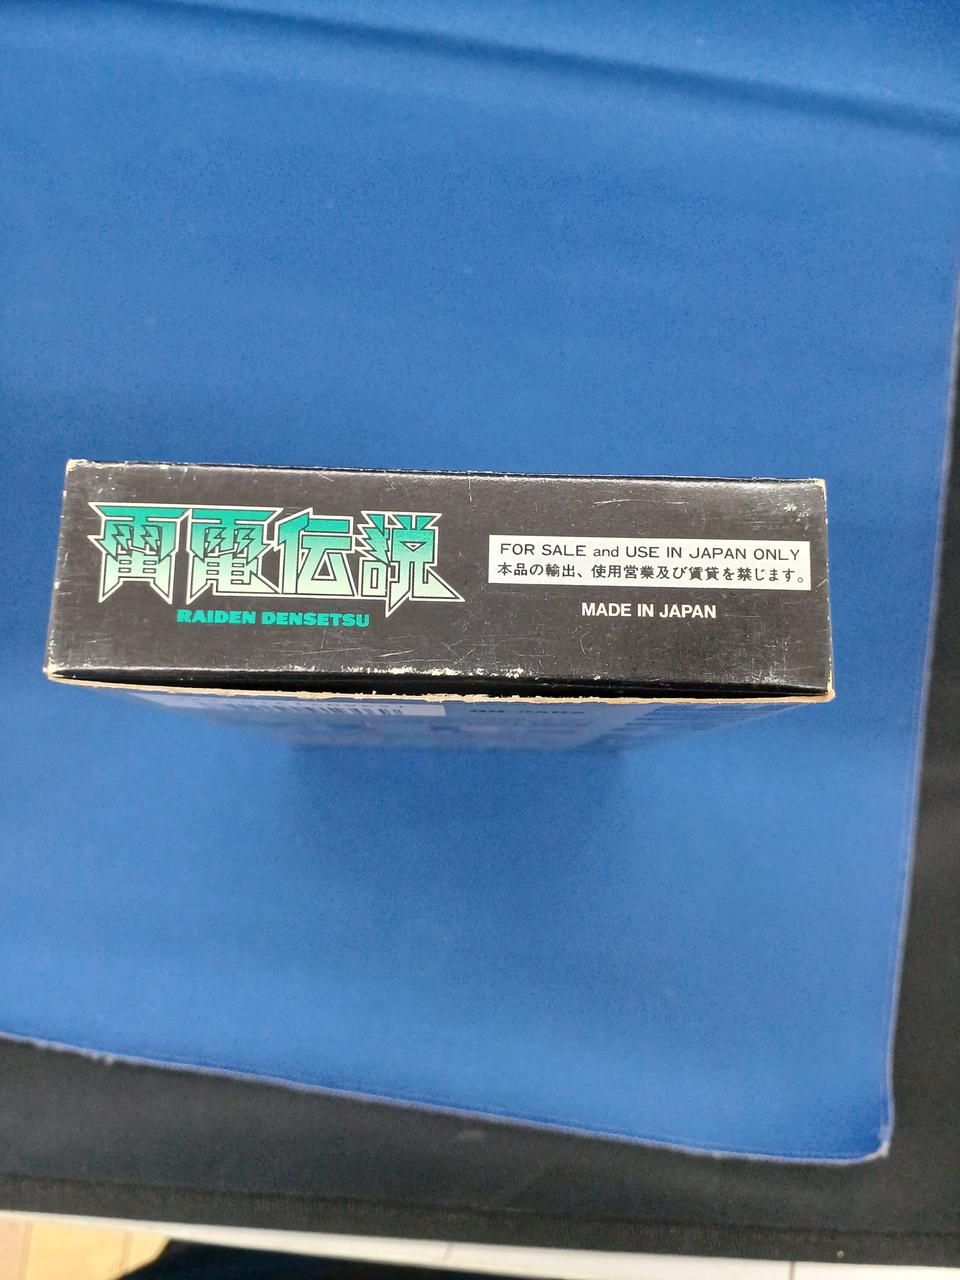 雷電伝説
RAIDEN DENSETSU
FOR SALE and USE IN JAPAN ONLY
本品の輸出、使用営業及び賃貸を禁じます。
MADE IN JAPAN